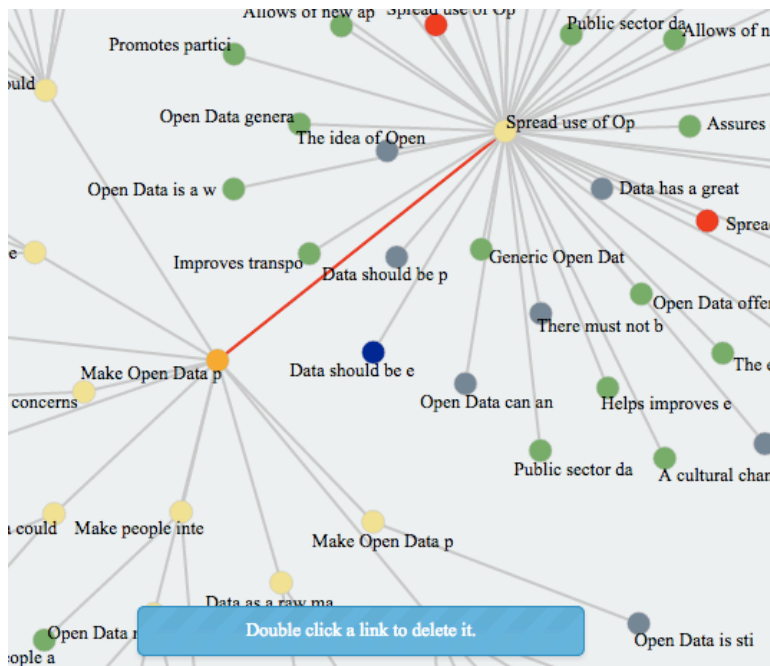 Allows of new ap
Spread use of Op
Public sector da
Allows of n
Promotes partici
ould
Open Data genera
Spread use of Op
Assures
The idea of Open
Open Data is a w
Data has a great
Sprea
e
Improves transpo
Data should be p
Generic Open Dat
Open Data offer
There must not b
Data should be e
The e
Make Open Data p
concerns
Open Data can an
Helps improves e
Public sector da
A cultural chan
could
Make people inte
Make Open Data p
Data as a raw ma
Open Data r
Double click a link to delete it.
Open Data is sti
eople a